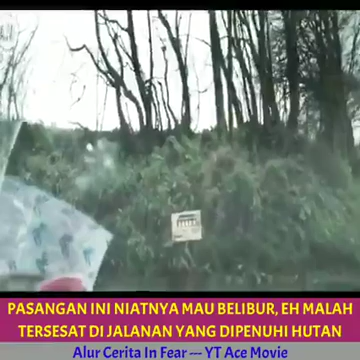 PASANGAN INI NIATNYA MAU BELIBUR, EH MALAH
TERSESAT DI JALANAN YANG DIPENUHI HUTAN
Alur Cerita In Fear --- YT Ace Movie